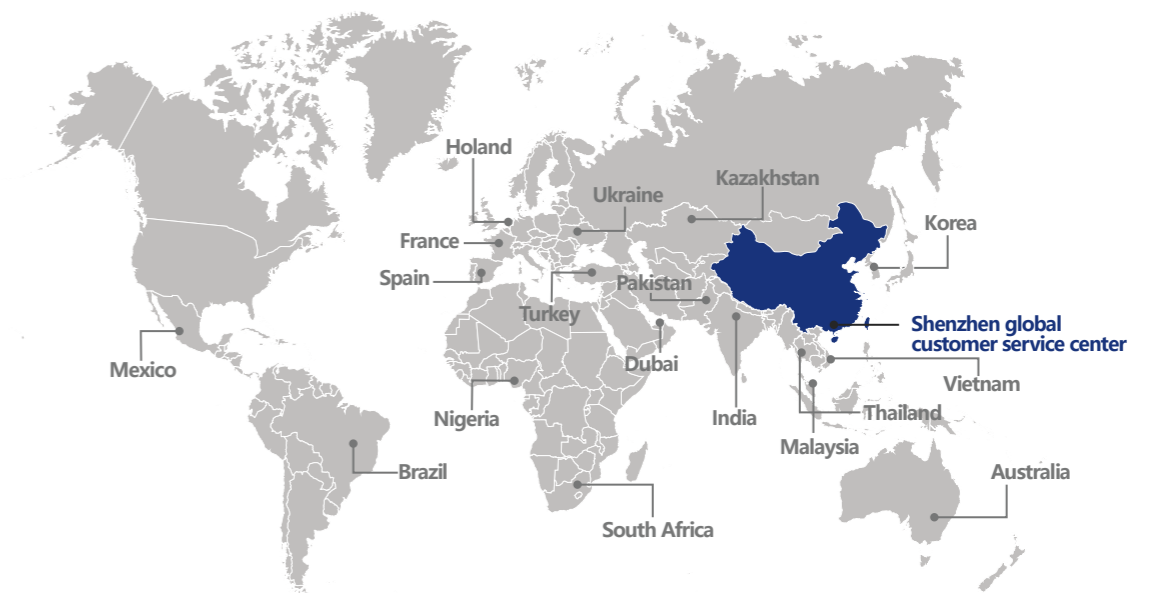 Holand
Kazakhstan
Ukraine
Korea
France
Spain
Pakistan
Turkey
Shenzhen global
customer service center
Dubai
Mexico
Vietnam
Nigeria
India
Thailand
Malaysia
Brazil
Australia
South Africa